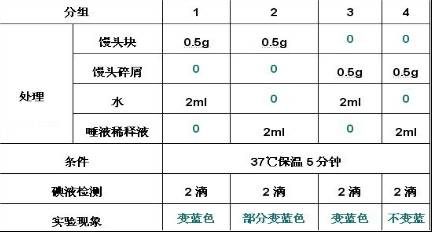 分组 1 2 3 4
处理 馒头块 0.5g 0.5g 0 0
馒头碎屑 0 0 0.5g 0.5g
水 2ml 0 2ml 0
唾液稀释液 0 2ml 0 2ml
条件 37℃保温 5 分钟
碘液检测 2 滴 2 滴 2 滴 2 滴
实验现象 变蓝色 部分变蓝色 变蓝色 不变蓝